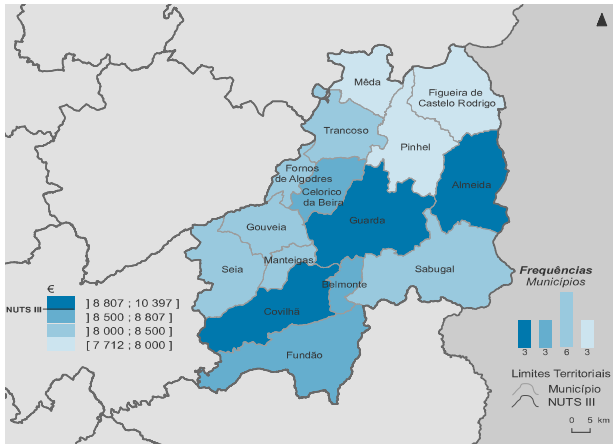 Mêda
Figueira de
Castelo Rodrigo
Trancoso
Pinhel
Fornos
de Algodres
Celorico
da Beira
Almeida
Guarda
Gouveia
Manteigas
Seia
Sabugal
Belmonte
Covilhã
Fundão
€
NUTS III
] 8 807 ; 10 397 ]
] 8 500 ; 8 807 ]
] 8 000 ; 8 500 ]
[ 7 712 ; 8 000 ]
Frequências
Municípios
3 3 6 3
Limites Territoriais
Município
NUTS III
0 5 km